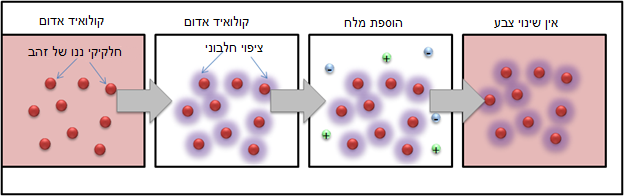 קולואיד אדום
קולואיד אדום
הוספת מלח
אין שינוי צבע
חלקיקי ננו של זהב
ציפוי חלבוני
- + - + +